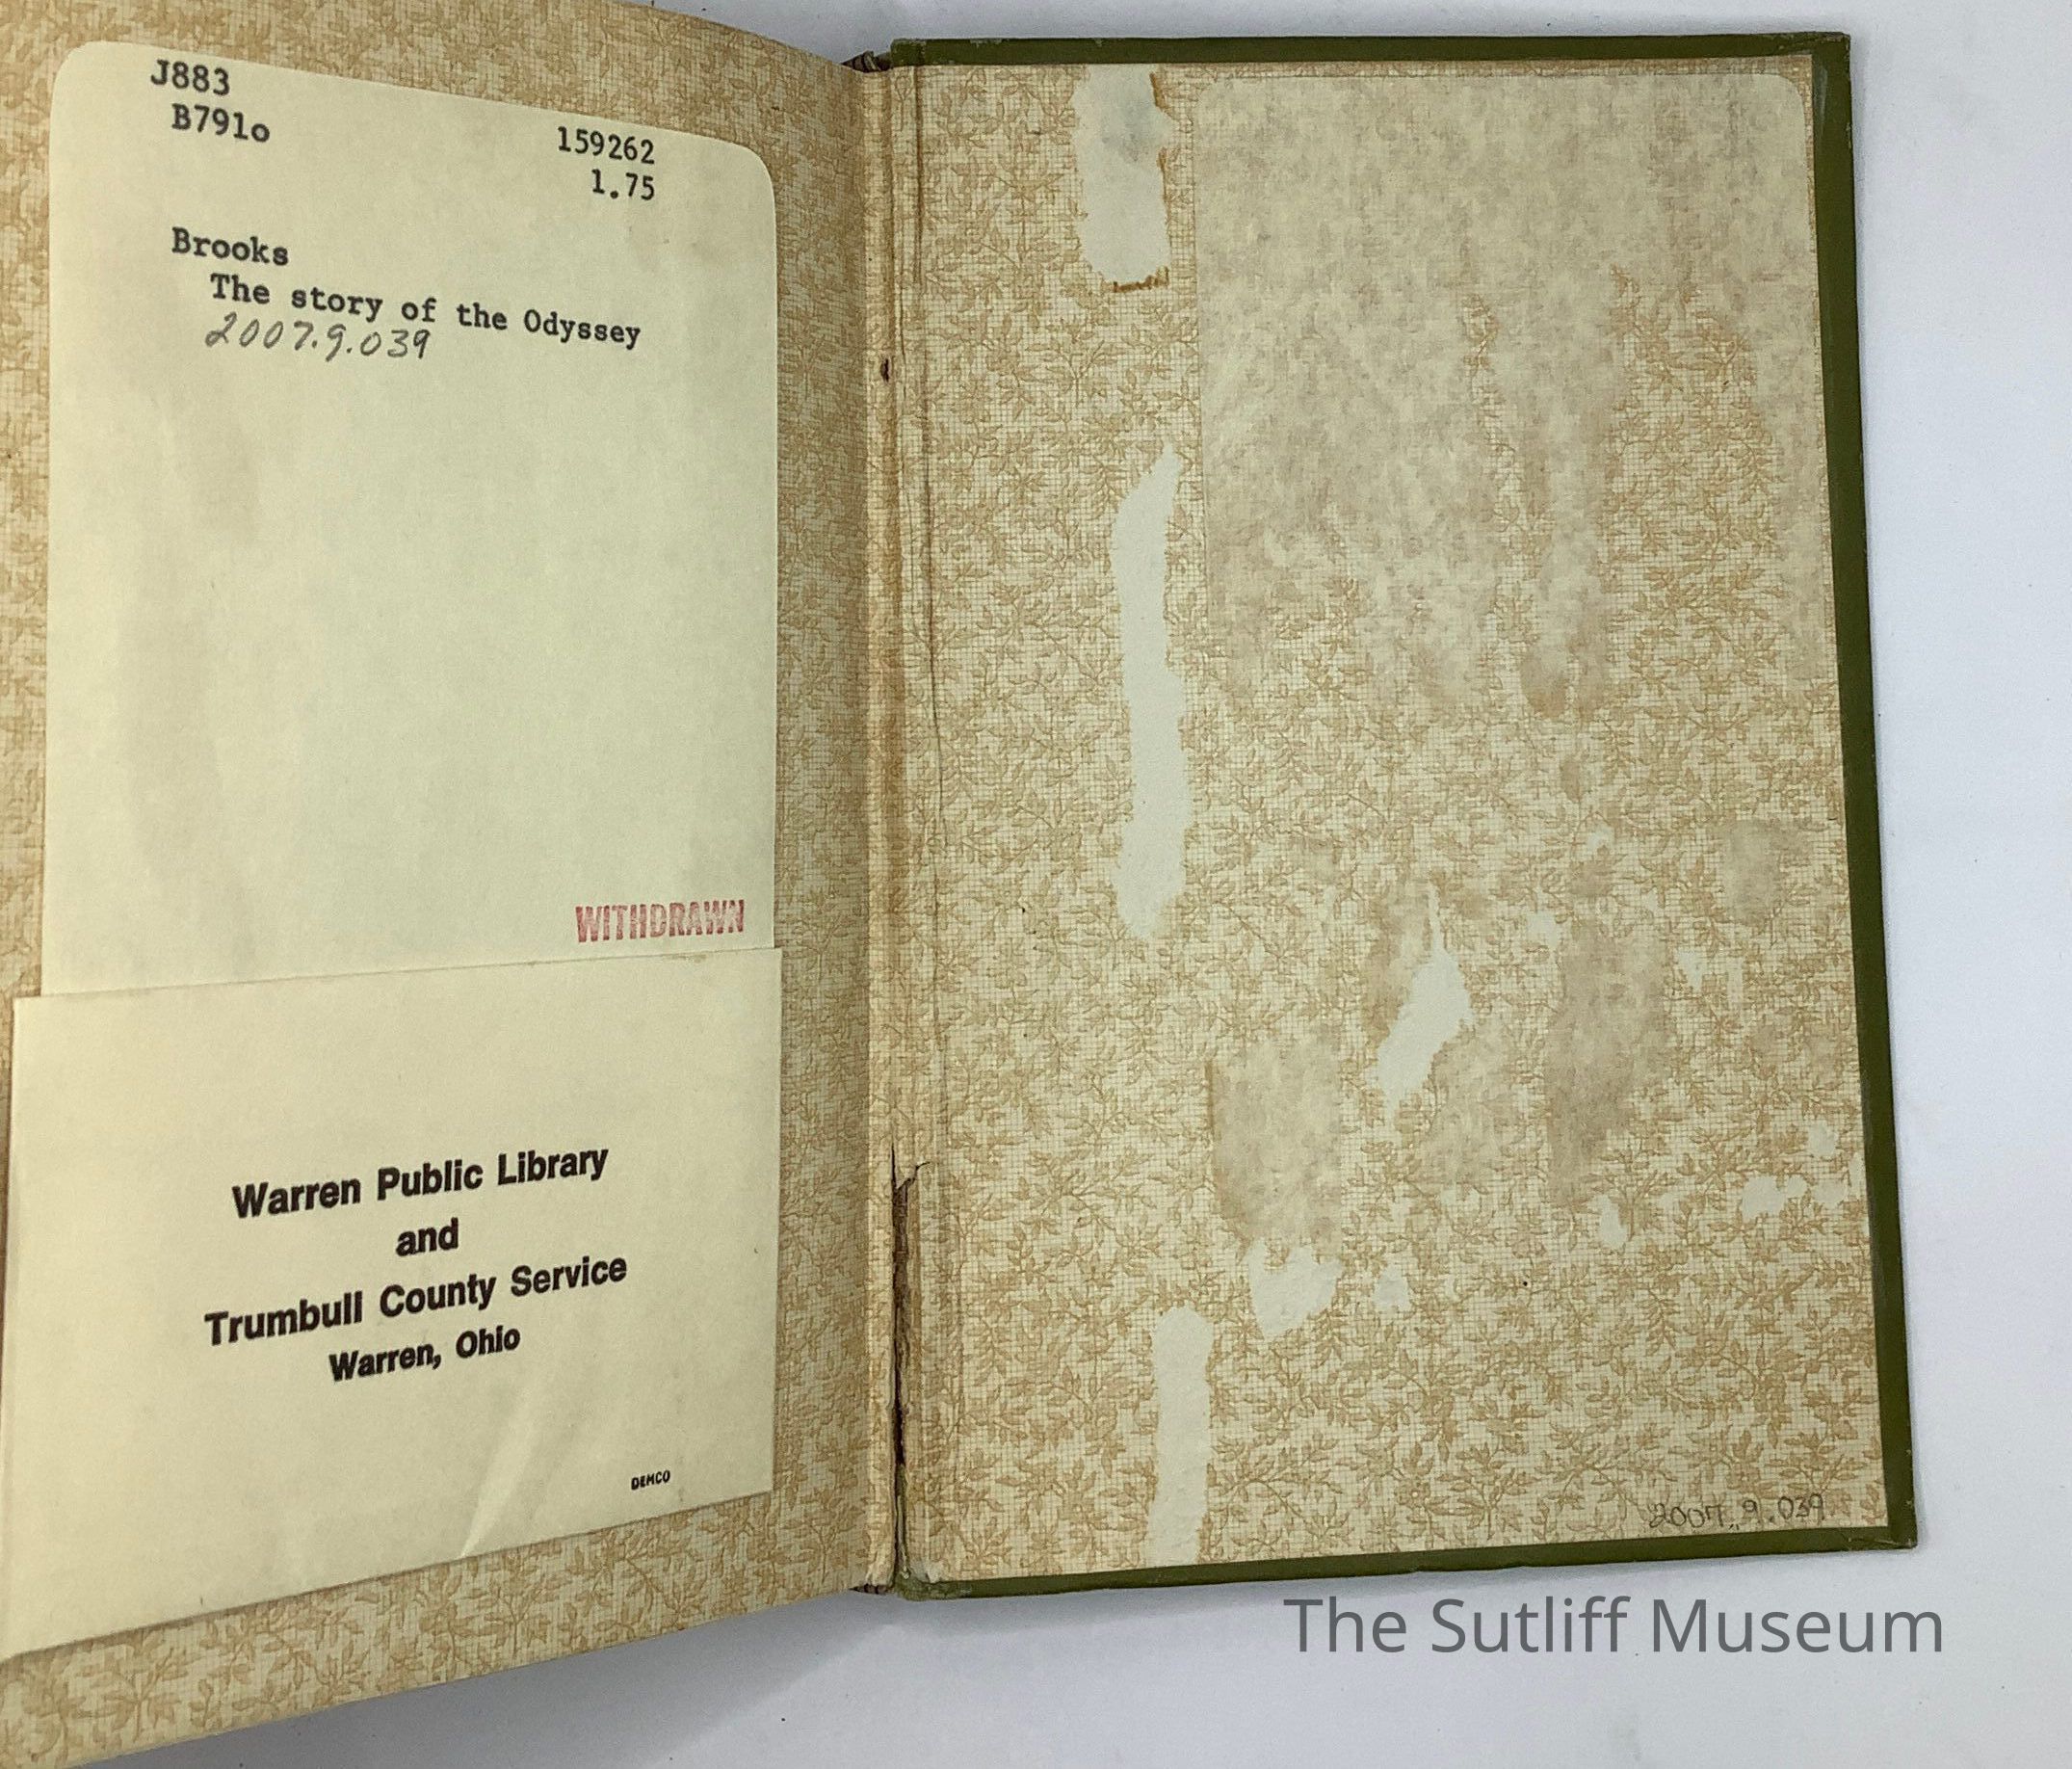 J883
B791o
159262
1.75
Brooks
The story of the Odyssey
2007.9.039
WITHDRAWN
Warren Public Library
and
Trumbull County Service
Warren, Ohio
DEMCO
2007.9.039
The Sutliff Museum